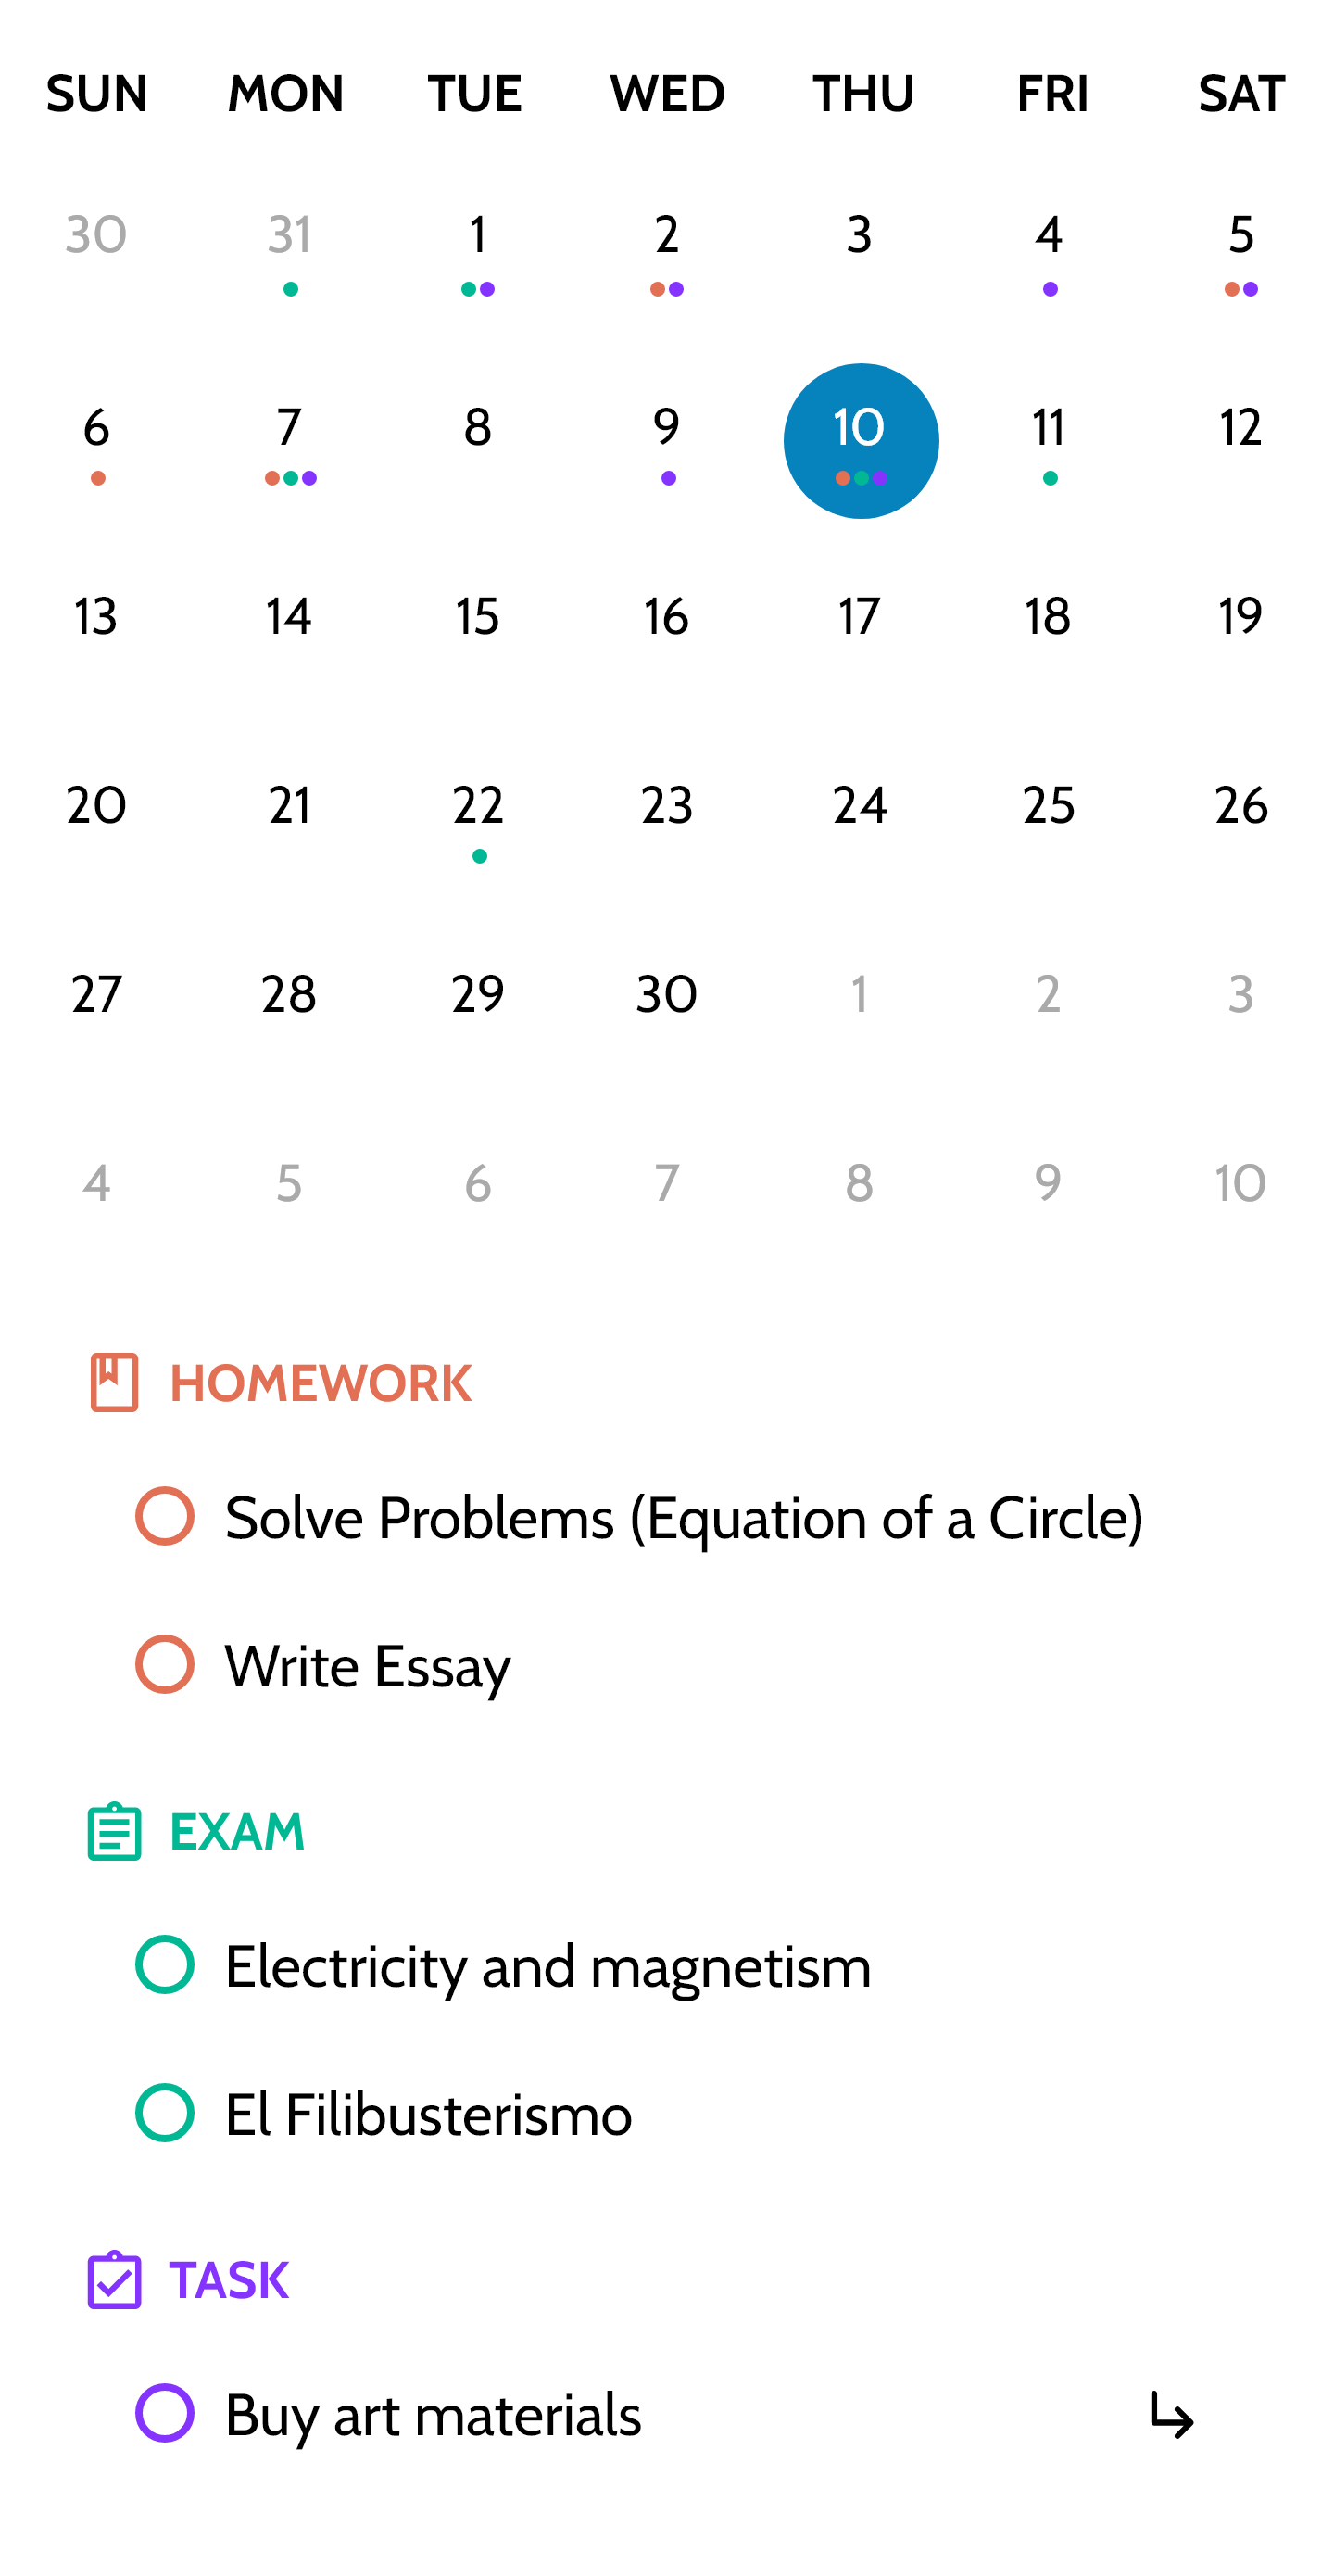 SUN MON TUE WED THU FRI SAT
30 31 1 2 3 4 5
6 7 8 9 10 11 12
13 14 15 16 17 18 19
20 21 22 23 24 25 26
27 28 29 30 1 2 3
4 5 6 7 8 9 10
HOMEWORK
Solve Problems (Equation of a Circle)
Write Essay
EXAM
Electricity and magnetism
El Filibusterismo
TASK
Buy art materials